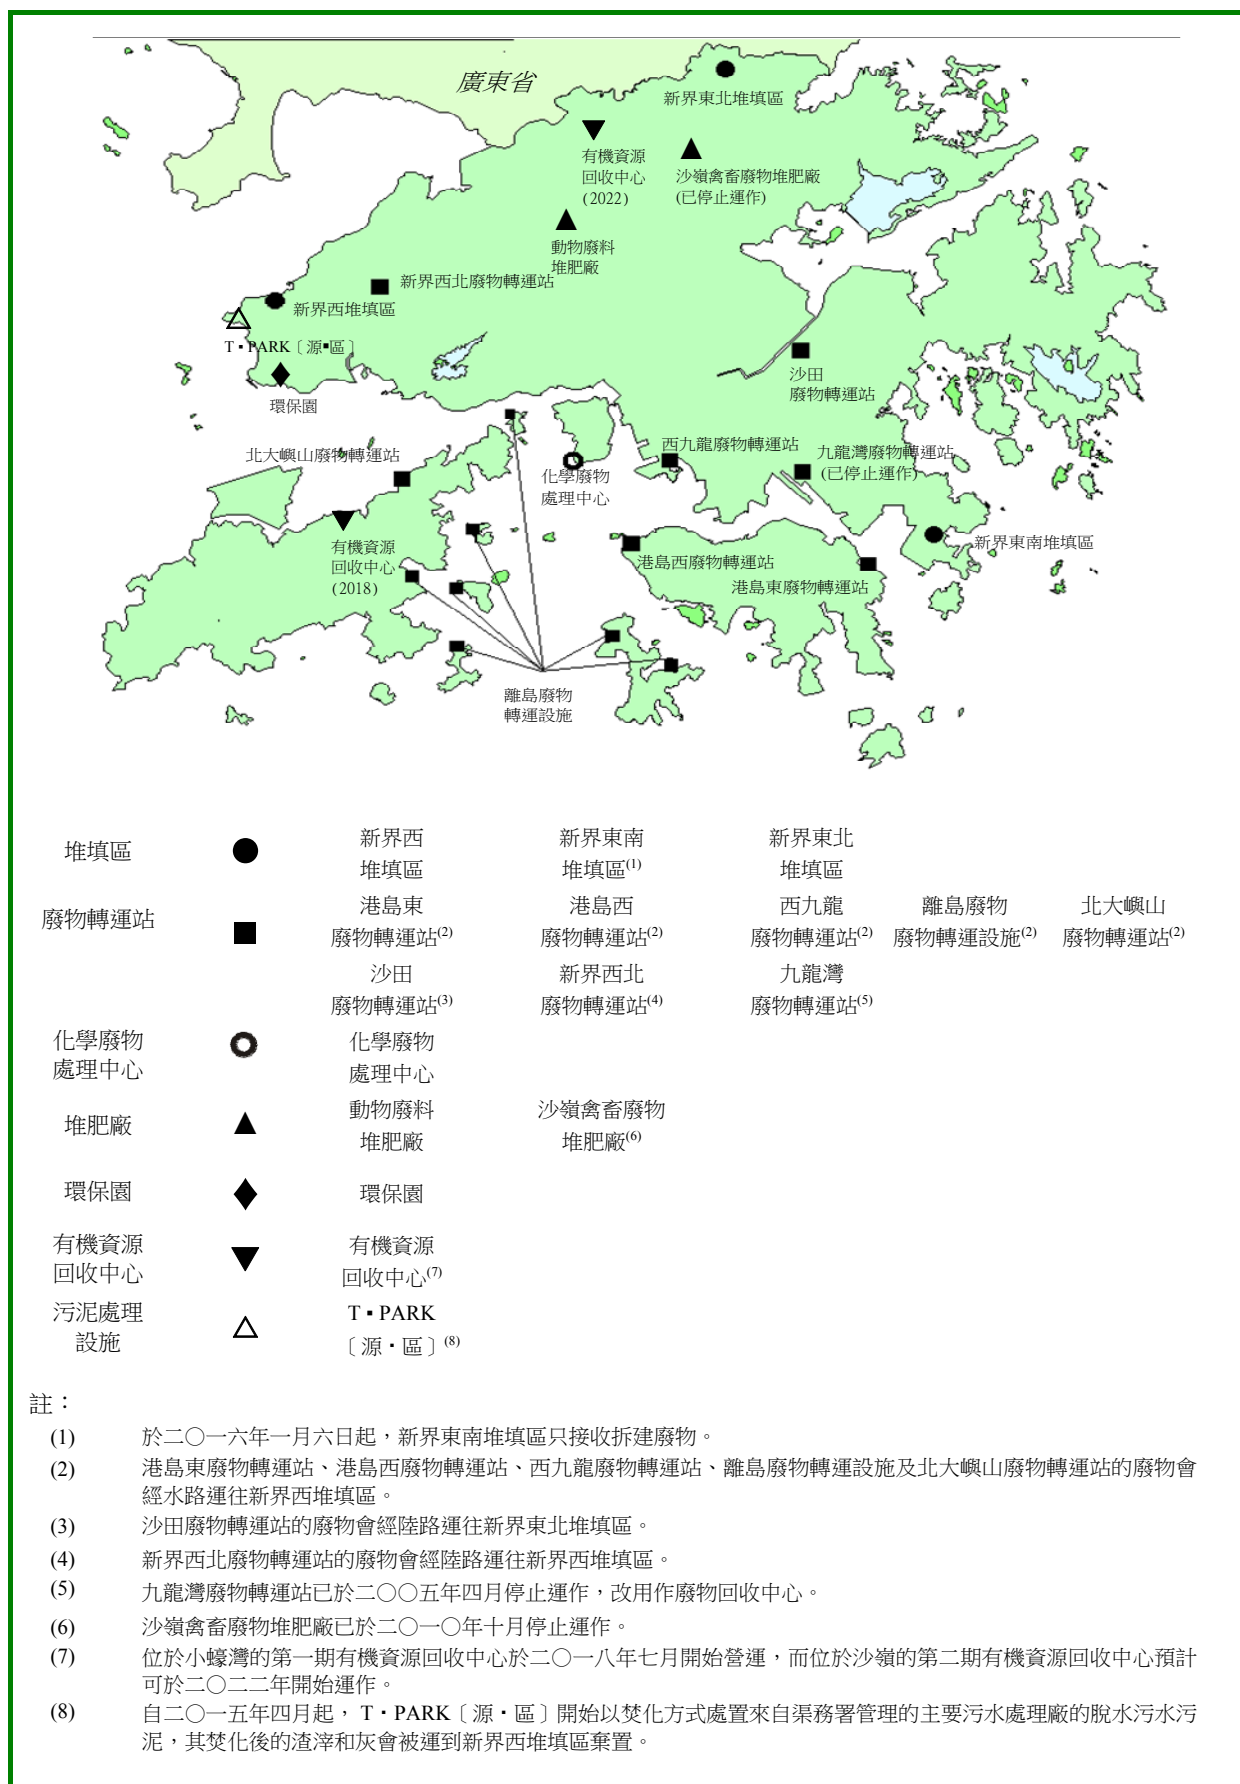 廣東省
新界東北堆填區
有機資源
回收中心
(2022)
沙嶺禽畜廢物堆肥廠
(已停止運作)
動物廢料
堆肥廠
新界西北廢物轉運站
新界西堆填區
T▪PARK〔源▪區〕
環保園
沙田
廢物轉運站
北大嶼山廢物轉運站
化學廢物
處理中心
西九龍廢物轉運站
九龍灣廢物轉運站
(已停止運作)
有機資源
回收中心
(2018)
港島西廢物轉運站
港島東廢物轉運站
新界東南堆填區
離島廢物
轉運設施
堆填區 新界西 新界東南 新界東北
堆填區 堆填區(1) 堆填區
廢物轉運站 港島東 港島西 西九龍 離島廢物 北大嶼山
廢物轉運站(2) 廢物轉運站(2) 廢物轉運站(2) 廢物轉運設施(2) 廢物轉運站(2)
沙田 新界西北 九龍灣
廢物轉運站(3) 廢物轉運站(4) 廢物轉運站(5)
化學廢物 化學廢物
處理中心 處理中心
堆肥廠 動物廢料 沙嶺禽畜廢物
堆肥廠 堆肥廠(6)
環保園 環保園
有機資源 有機資源
回收中心 回收中心(7)
污泥處理 T▪PARK
設施 〔源▪區〕(8)
註：
(1) 於二○一六年一月六日起，新界東南堆填區只接收拆建廢物。
(2) 港島東廢物轉運站、港島西廢物轉運站、西九龍廢物轉運站、離島廢物轉運設施及北大嶼山廢物轉運站的廢物會
經水路運往新界西堆填區。
(3) 沙田廢物轉運站的廢物會經陸路運往新界東北堆填區。
(4) 新界西北廢物轉運站的廢物會經陸路運往新界西堆填區。
(5) 九龍灣廢物轉運站已於二○○五年四月停止運作，改用作廢物回收中心。
(6) 沙嶺禽畜廢物堆肥廠已於二○一○年十月停止運作。
(7) 位於小蠔灣的第一期有機資源回收中心於二○一八年七月開始營運，而位於沙嶺的第二期有機資源回收中心預計
可於二○二二年開始運作。
(8) 自二○一五年四月起， T▪PARK〔源▪區〕開始以焚化方式處置來自渠務署管理的主要污水處理廠的脫水污水污
泥，其焚化後的渣滓和灰會被運到新界西堆填區棄置。